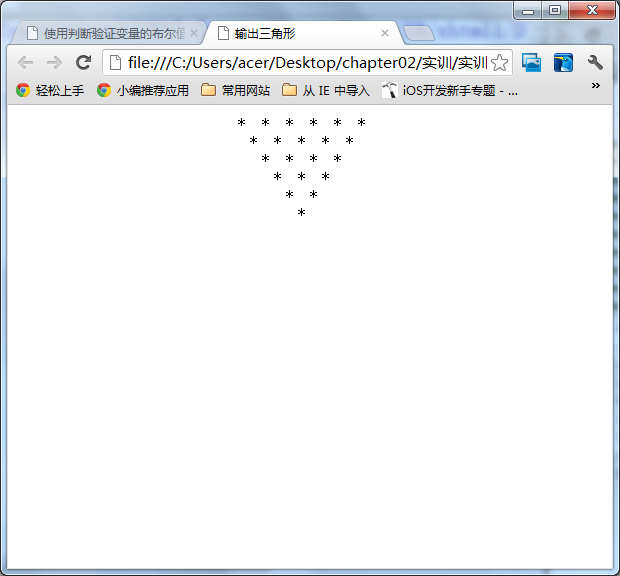 使用判断验证变量的布尔值
输出三角形
file:///C:/Users/acer/Desktop/chapter02/实训/实训
轻松上手
小编推荐应用
常用网站
从 IE 中导入
iOS开发新手专题 - ...
»
* * * * * *
* * * * *
* * * *
* * *
* *
*